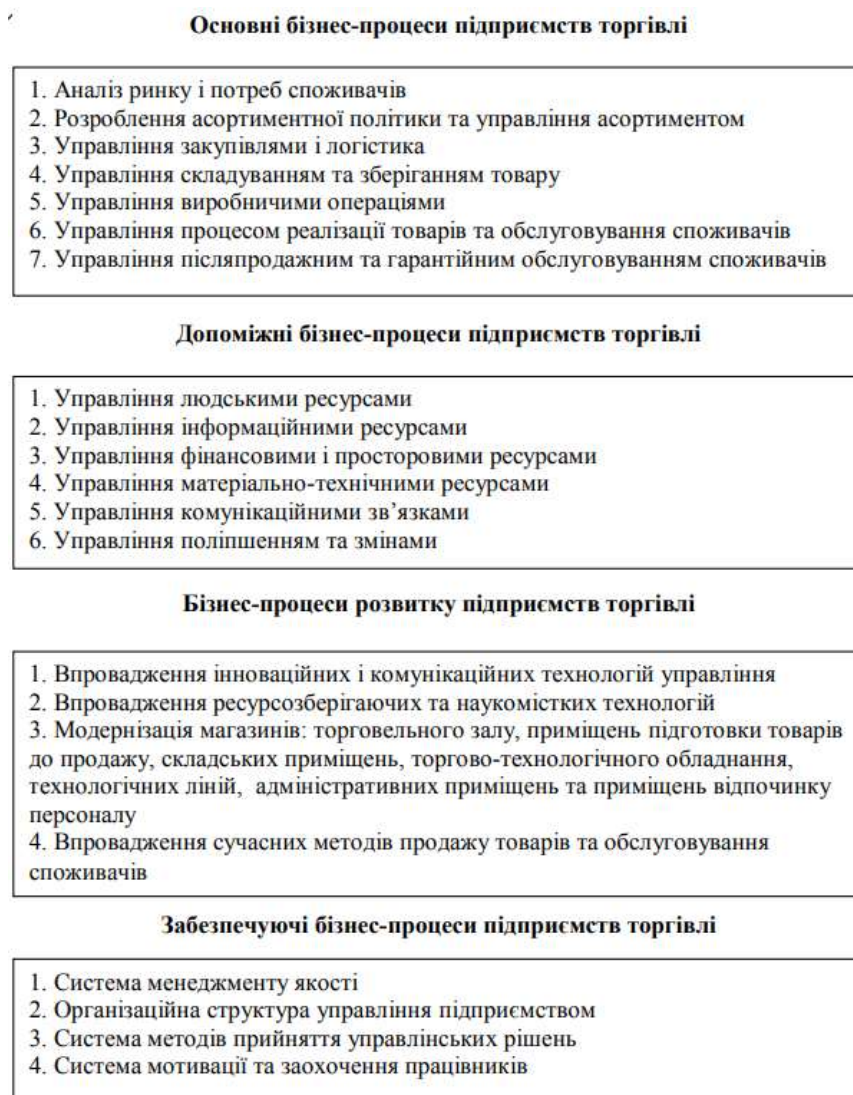 Основні бізнес-процеси підприємств торгівлі
1. Аналіз ринку і потреб споживачів
2. Розроблення асортиментної політики та управління асортиментом
3. Управління закупівлями і логістика
4. Управління складуванням та зберіганням товару
5. Управління виробничими операціями
6. Управління процесом реалізації товарів та обслуговування споживачів
7. Управління післяпродажним та гарантійним обслуговуванням споживачів
Допоміжні бізнес-процеси підприємств торгівлі
1. Управління людськими ресурсами
2. Управління інформаційними ресурсами
3. Управління фінансовими і просторовими ресурсами
4. Управління матеріально-технічними ресурсами
5. Управління комунікаційними зв’язками
6. Управління поліпшенням та змінами
Бізнес-процеси розвитку підприємств торгівлі
1. Впровадження інноваційних і комунікаційних технологій управління
2. Впровадження ресурсозберігаючих та наукомістких технологій
3. Модернізація магазинів: торговельного залу, приміщень підготовки товарів
до продажу, складських приміщень, торгово-технологічного обладнання,
технологічних ліній, адміністративних приміщень та приміщень відпочинку
персоналу
4. Впровадження сучасних методів продажу товарів та обслуговування
споживачів
Забезпечуючі бізнес-процеси підприємств торгівлі
1. Система менеджменту якості
2. Організаційна структура управління підприємством
3. Система методів прийняття управлінських рішень
4. Система мотивації та заохочення працівників